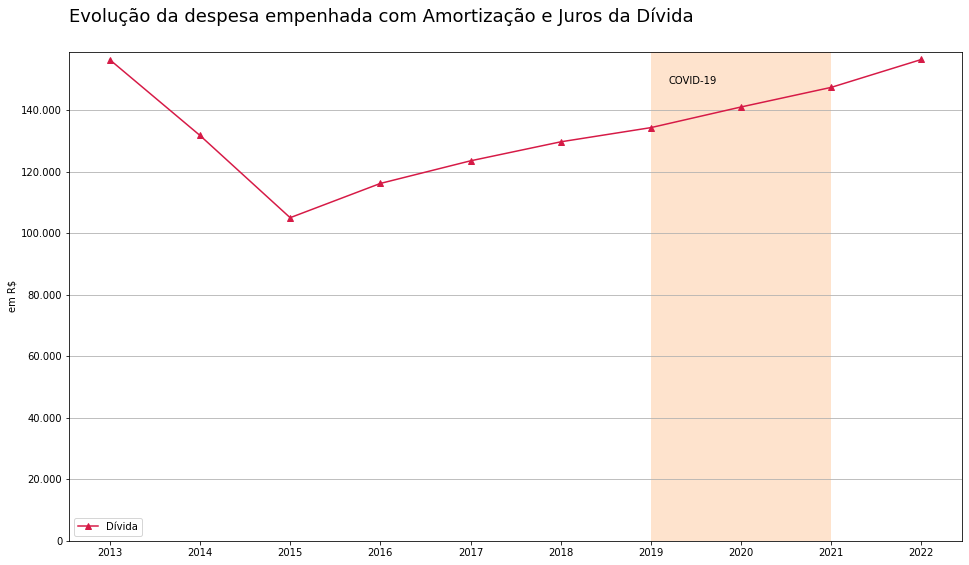 Evolução da despesa empenhada com Amortização e Juros da Dívida
COVID-19
140.000
120.000
100.000
80.000
60.000
40.000
20.000
0
em R$
Dívida
2013 2014 2015 2016 2017 2018 2019 2020 2021 2022